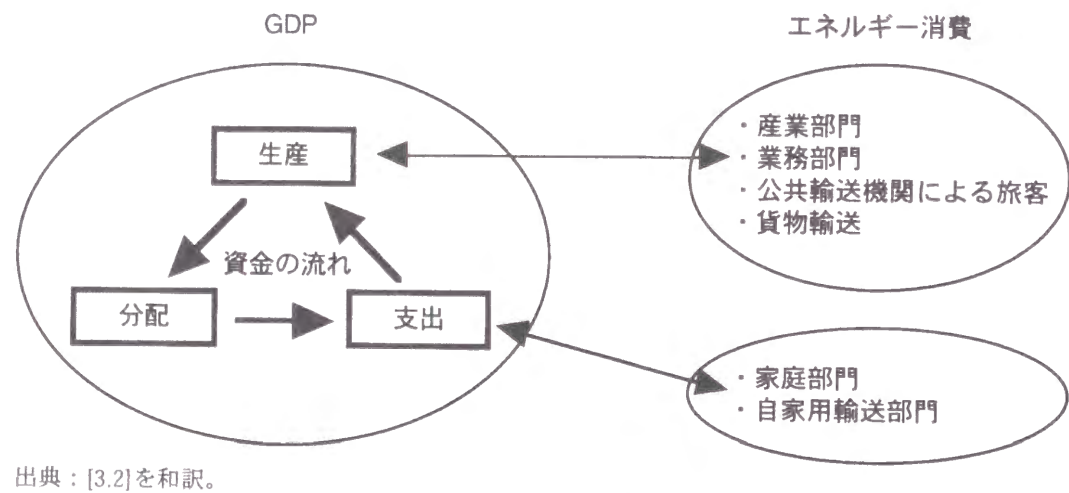 GDP
エネルギー消費
生産
資金の流れ
分配
支出
・産業部門
・業務部門
・公共輸送機関による旅客
・貨物輸送
・家庭部門
・自家用輸送部門
出典：[3.2]を和訳。